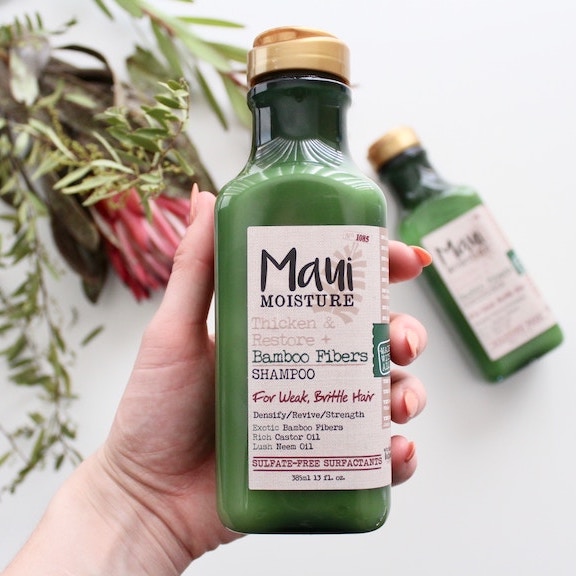 Maui
MOISTURE
Thicken &
Restore +
Bamboo Fibers
SHAMPOO
For Weak, Brittle Hair
Densify/Revive/Strength
Exotic Bamboo Fibers
Rich Castor Oil
Lush Neem Oil
SULFATE-FREE SURFACTANTS
385ml 13 fl. oz.
Maui